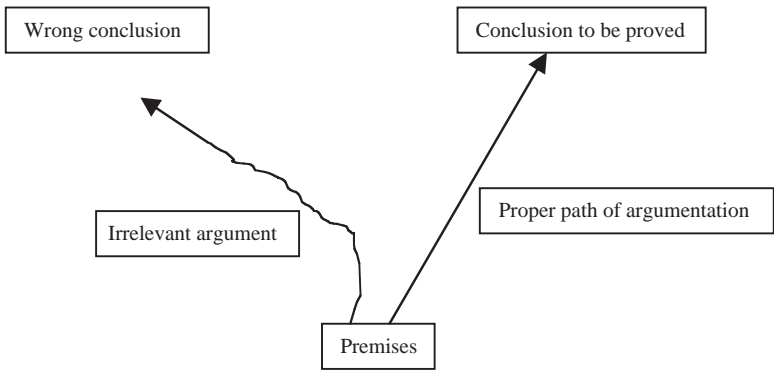 Wrong conclusion
Conclusion to be proved
Irrelevant argument
Proper path of argumentation
Premises